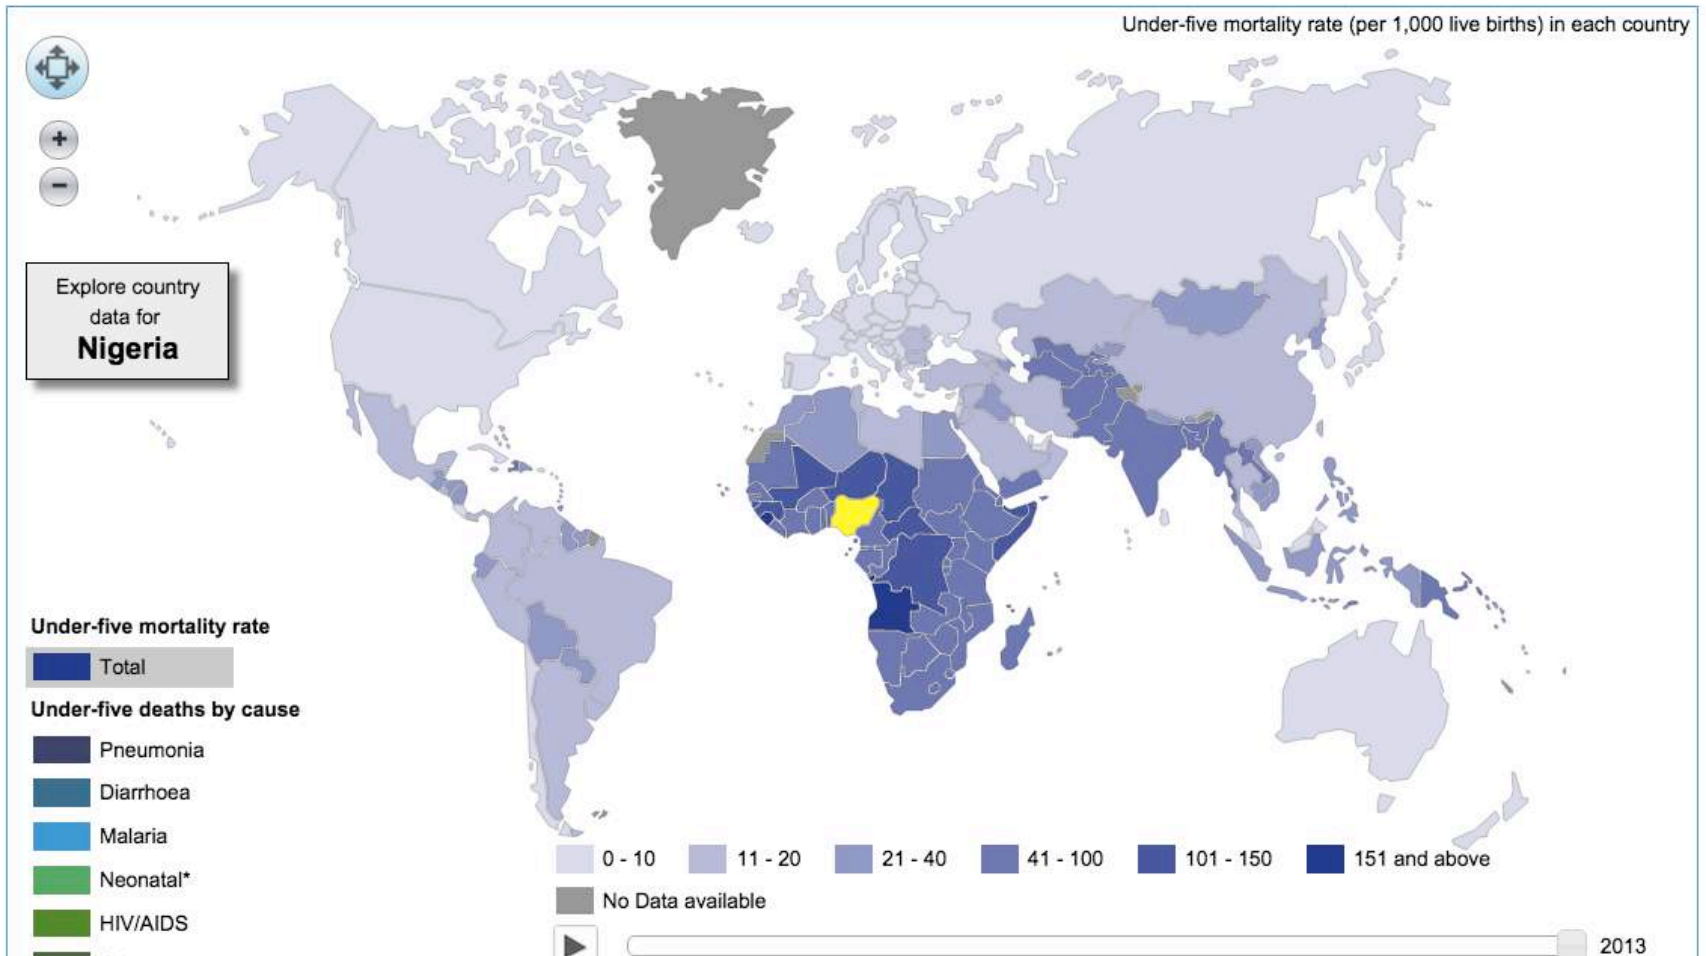 Under-five mortality rate (per 1,000 live births) in each country
+
−
Explore country
data for
Nigeria
Under-five mortality rate
Total
Under-five deaths by cause
Pneumonia
Diarrhoea
Malaria
Neonatal*
HIV/AIDS
0 - 10
11 - 20
21 - 40
41 - 100
101 - 150
151 and above
No Data available
2013